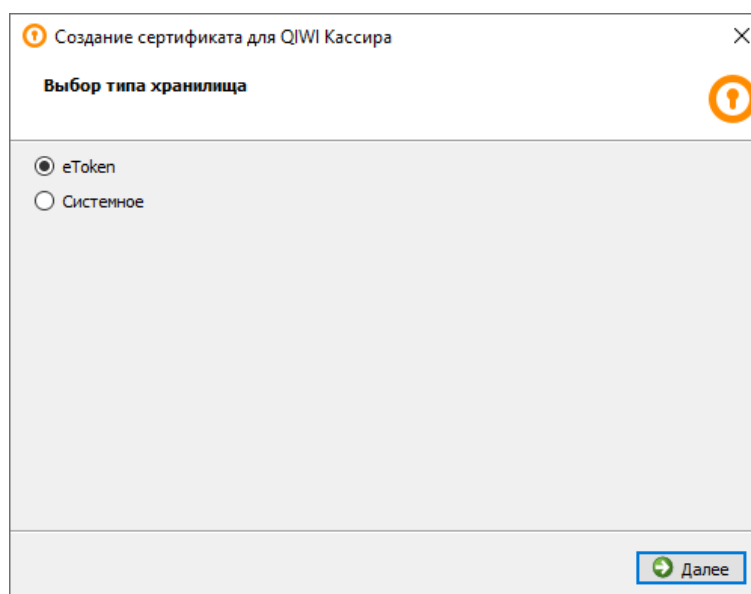 Создание сертификата для QIWI Кассира
Выбор типа хранилища
eToken
Системное
Далее